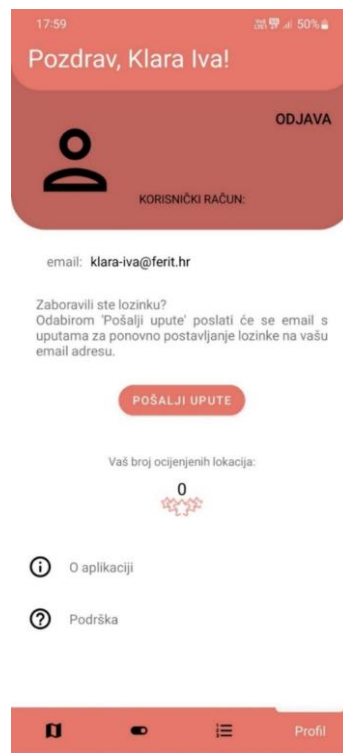 17:59
50%
Pozdrav, Klara Iva!
ODJAVA
KORISNIČKI RAČUN:
email: klara-iva@ferit.hr
Zaboravili ste lozinku?
Odabirom 'Pošalji upute' poslati će se email s
uputama za ponovno postavljanje lozinke na vašu
email adresu.
POŠALJI UPUTE
Vaš broj ocijenjenih lokacija:
0
O aplikaciji
Podrška
Profil